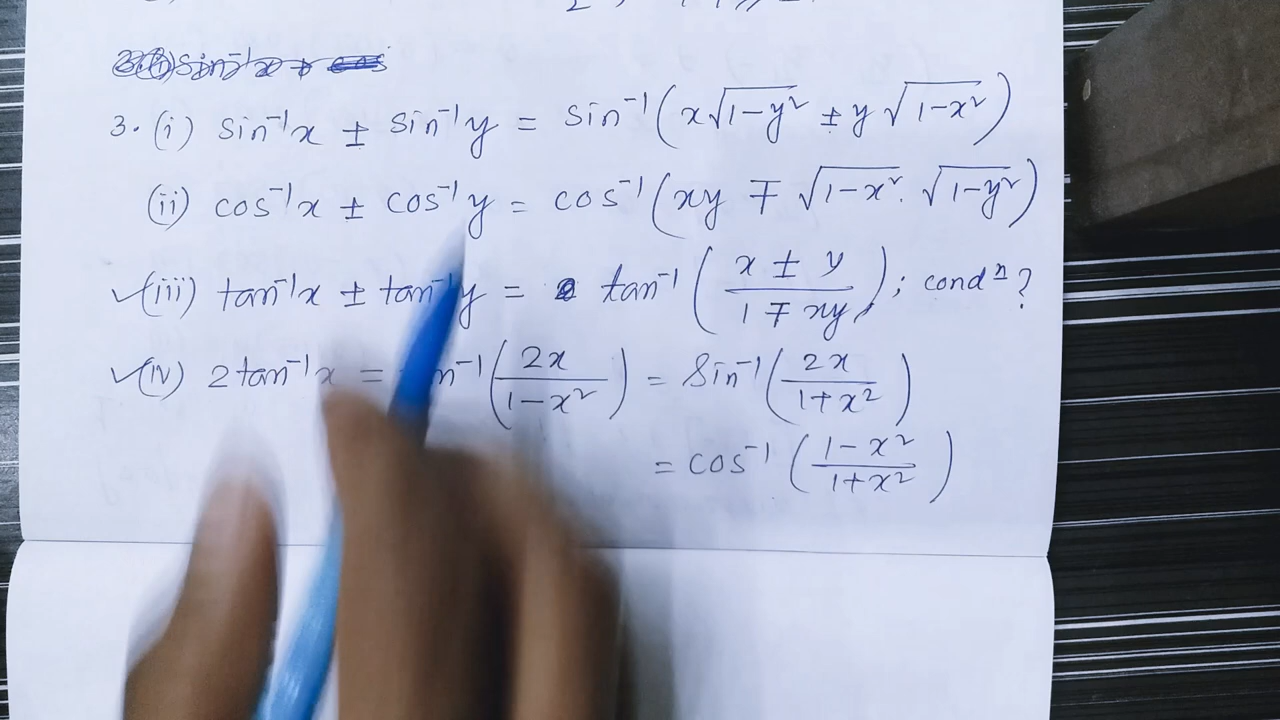 3. (i) sin⁻¹x ± sin⁻¹y = sin⁻¹(x√(1-y²) ± y√(1-x²))
(ii) cos⁻¹x ± cos⁻¹y = cos⁻¹(xy ∓ √(1-x²). √(1-y²))
✓(iii) tan⁻¹x ± tan⁻¹y = tan⁻¹((x ± y)/(1 ∓ xy)); condⁿ?
✓(iv) 2tan⁻¹x = n⁻¹(2x/(1-x²)) = Sin⁻¹(2x/(1+x²))
= cos⁻¹((1-x²)/(1+x²))